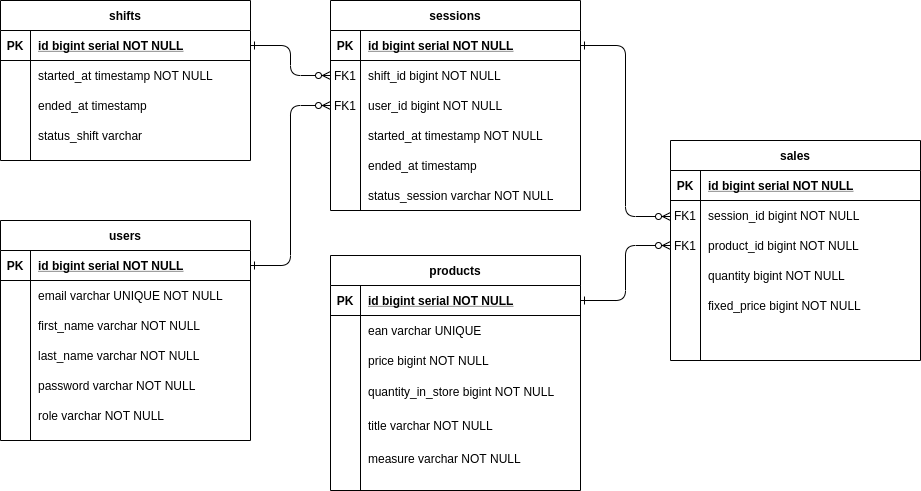 shifts
PK id bigint serial NOT NULL
started_at timestamp NOT NULL
ended_at timestamp
status_shift varchar
users
PK id bigint serial NOT NULL
email varchar UNIQUE NOT NULL
first_name varchar NOT NULL
last_name varchar NOT NULL
password varchar NOT NULL
role varchar NOT NULL
sessions
PK id bigint serial NOT NULL
FK1 shift_id bigint NOT NULL
FK1 user_id bigint NOT NULL
started_at timestamp NOT NULL
ended_at timestamp
status_session varchar NOT NULL
products
PK id bigint serial NOT NULL
ean varchar UNIQUE
price bigint NOT NULL
quantity_in_store bigint NOT NULL
title varchar NOT NULL
measure varchar NOT NULL
sales
PK id bigint serial NOT NULL
FK1 session_id bigint NOT NULL
FK1 product_id bigint NOT NULL
quantity bigint NOT NULL
fixed_price bigint NOT NULL